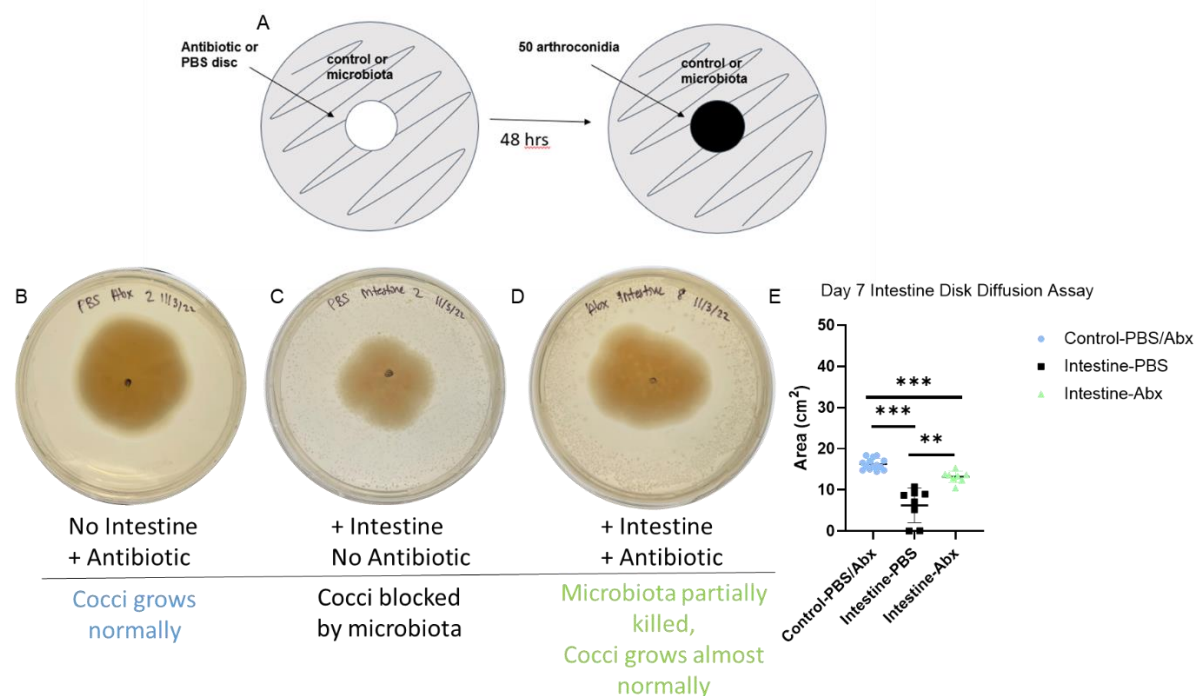 A
Antibiotic or
PBS disc
control or
microbiota
48 hrs
50 arthroconidia
control or
microbiota
B
PBS Abx 2 11/3/22
No Intestine
+ Antibiotic
Cocci grows
normally
C
PBS Intestine 2 11/3/22
+ Intestine
No Antibiotic
Cocci blocked
by microbiota
D
Abx Intestine 8 11/3/22
+ Intestine
+ Antibiotic
Microbiota partially
killed,
Cocci grows almost
normally
E
Day 7 Intestine Disk Diffusion Assay
Area (cm²)
50
40
30
20
10
0
***
***
**
Control-PBS/Abx
Intestine-PBS
Intestine-Abx
Control-PBS/Abx
Intestine-PBS
Intestine-Abx